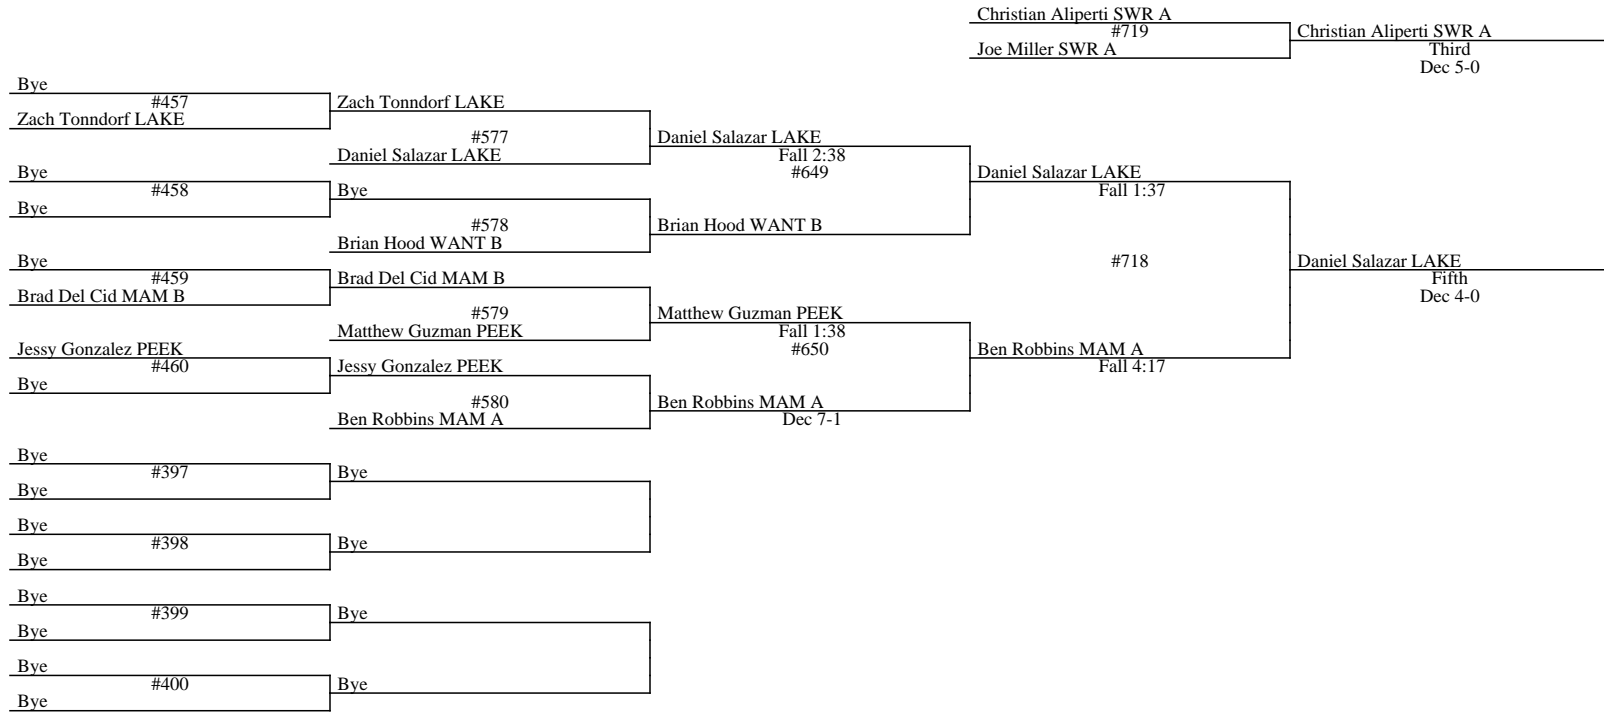 Christian Aliperti SWR A
#719
Joe Miller SWR A
Christian Aliperti SWR A
Third
Dec 5-0
Bye
#457
Zach Tonndorf LAKE
Bye
#458
Bye
Bye
#459
Brad Del Cid MAM B
Jessy Gonzalez PEEK
#460
Bye
Zach Tonndorf LAKE
#577
Daniel Salazar LAKE
Bye
#578
Brian Hood WANT B
Brad Del Cid MAM B
#579
Matthew Guzman PEEK
Jessy Gonzalez PEEK
#580
Ben Robbins MAM A
Daniel Salazar LAKE
Fall 2:38
#649
Brian Hood WANT B
Matthew Guzman PEEK
Fall 1:38
#650
Ben Robbins MAM A
Dec 7-1
Daniel Salazar LAKE
Fall 1:37
#718
Ben Robbins MAM A
Fall 4:17
Daniel Salazar LAKE
Fifth
Dec 4-0
Bye
#397
Bye
Bye
#398
Bye
Bye
#399
Bye
Bye
#400
Bye
Bye
Bye
Bye
Bye